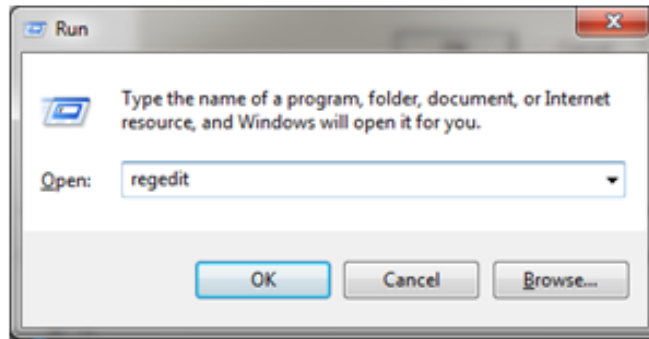 Run
Type the name of a program, folder, document, or Internet
resource, and Windows will open it for you.
Open: regedit
OK Cancel Browse...